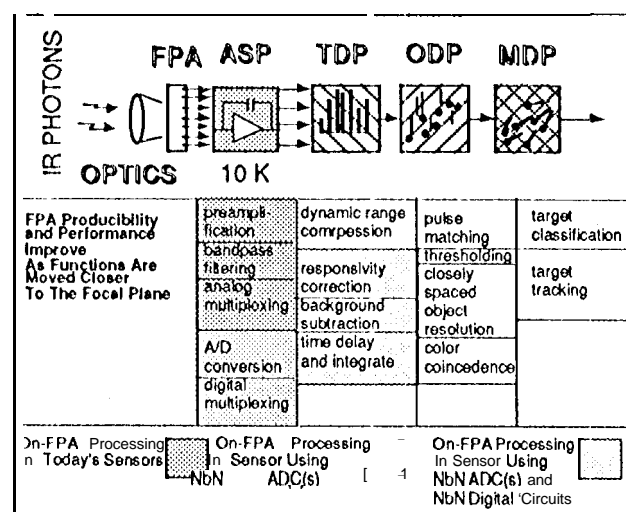 IR PHOTONS
FPA ASP TDP ODP MDP
OPTICS
10 K
FPA Producibility
and Performance
Improve
As Functions Are
Moved Closer
To The Focal Plane
preampli-
fication
bandpass
filtering
analog
multiplexing
A/D
conversion
digital
multiplexing
dynamic range
comrpession
responsivity
correction
background
subtraction
time delay
and integrate
pulse
matching
thresholding
closely
spaced
object
resolution
color
coincedence
target
classification
target
tracking
On-FPA Processing
n Today's Sensors
On-FPA Processing
In Sensor Using
NbN ADC(s)
On-FPA Processing
In Sensor Using
NbN ADC(s) and
NbN Digital 'Circuits